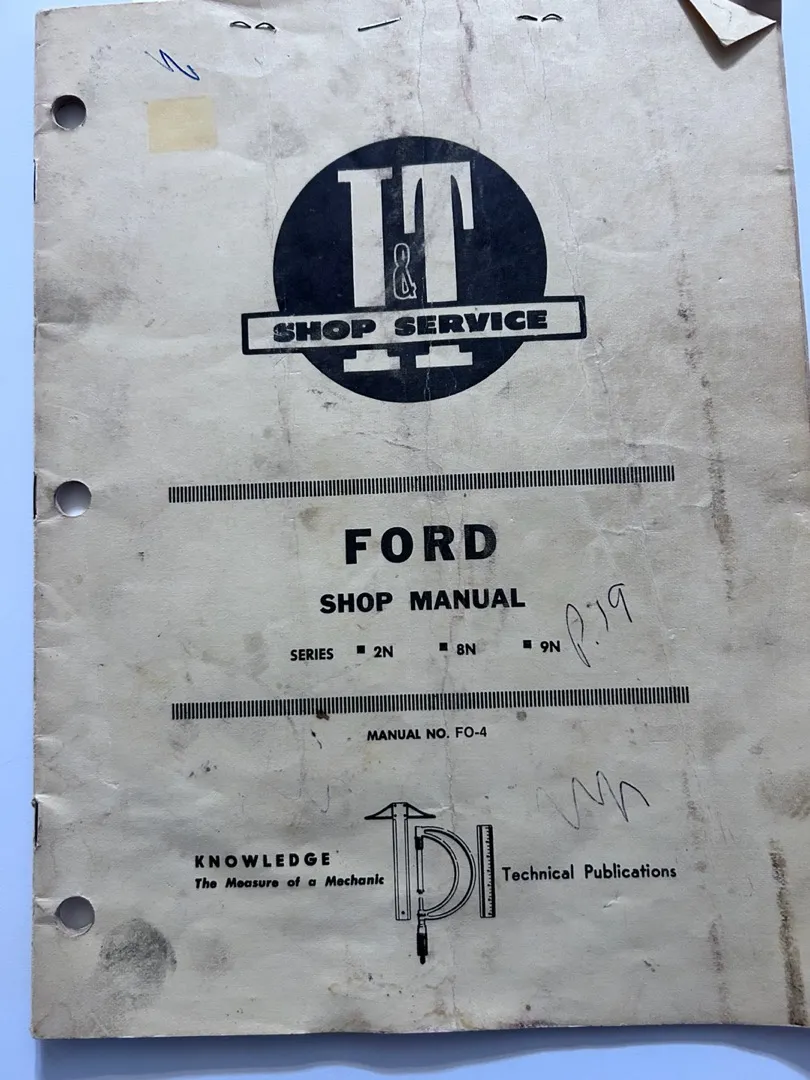 I&T
SHOP SERVICE
FORD
SHOP MANUAL
SERIES ▪ 2N ▪ 8N ▪ 9N
p. 19
MANUAL NO. FO-4
KNOWLEDGE
The Measure of a Mechanic
TPI
Technical Publications